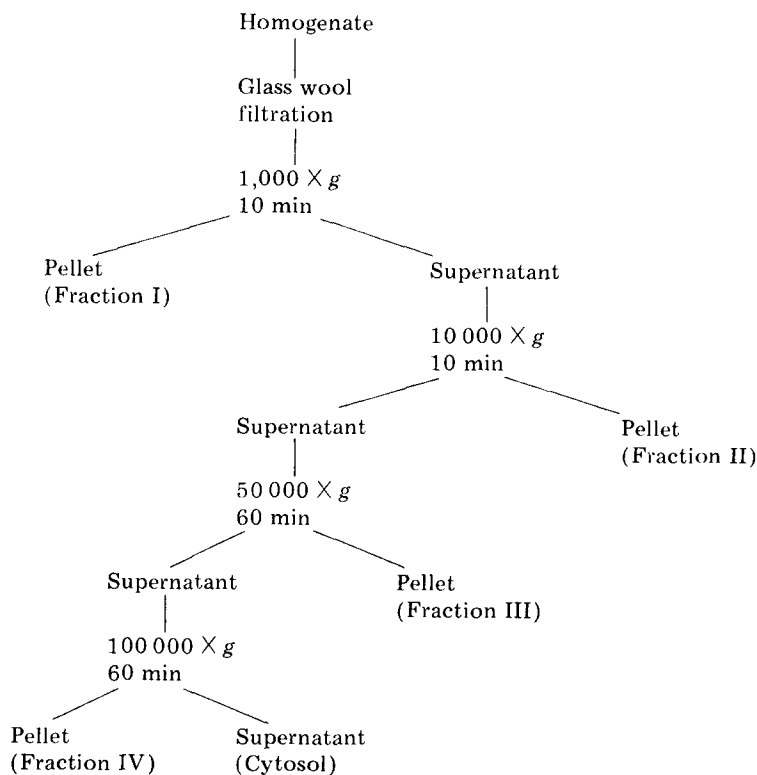 Homogenate
Glass wool
filtration
1,000 × g
10 min
Pellet
(Fraction I)
Supernatant
10 000 × g
10 min
Supernatant
Pellet
(Fraction II)
50 000 × g
60 min
Supernatant
Pellet
(Fraction III)
100 000 × g
60 min
Pellet
(Fraction IV)
Supernatant
(Cytosol)